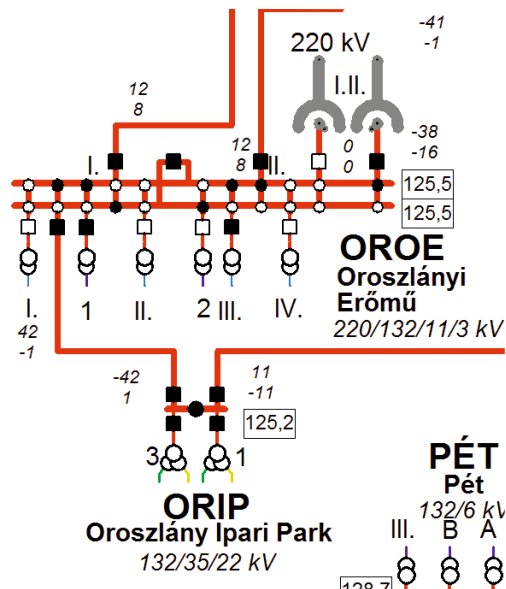 -41
-1
220 kV
I.II.
12
8
12
8
0
0
-38
-16
I.
II.
125,5
125,5
OROE
Oroszlányi
Erőmű
220/132/11/3 kV
I.
1
II.
2
III.
IV.
42
-1
-42
1
11
-11
125,2
3
1
ORIP
Oroszlány Ipari Park
132/35/22 kV
PÉT
Pét
132/6 kV
III.
B
A
128,7